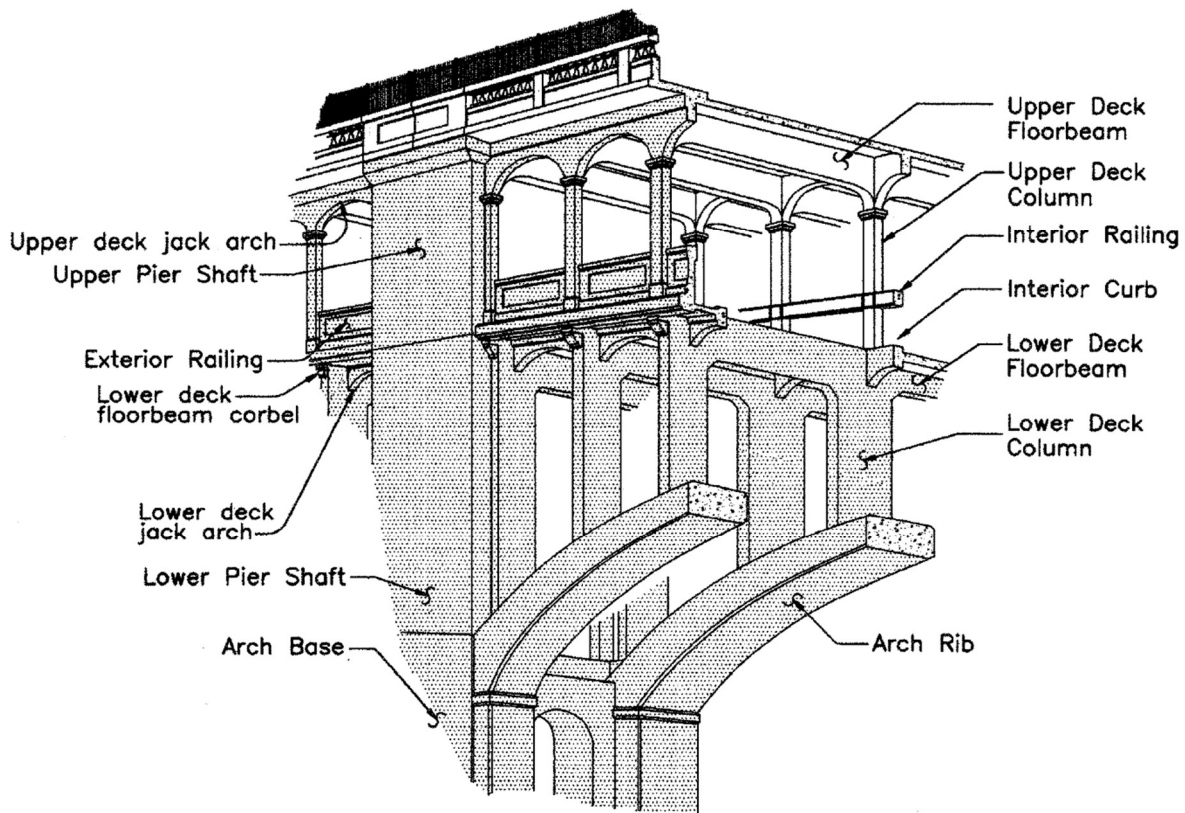 Upper deck jack arch
Upper Pier Shaft
Exterior Railing
Lower deck
floorbeam corbel
Lower deck
jack arch
Lower Pier Shaft
Arch Base
Upper Deck
Floorbeam
Upper Deck
Column
Interior Railing
Interior Curb
Lower Deck
Floorbeam
Lower Deck
Column
Arch Rib